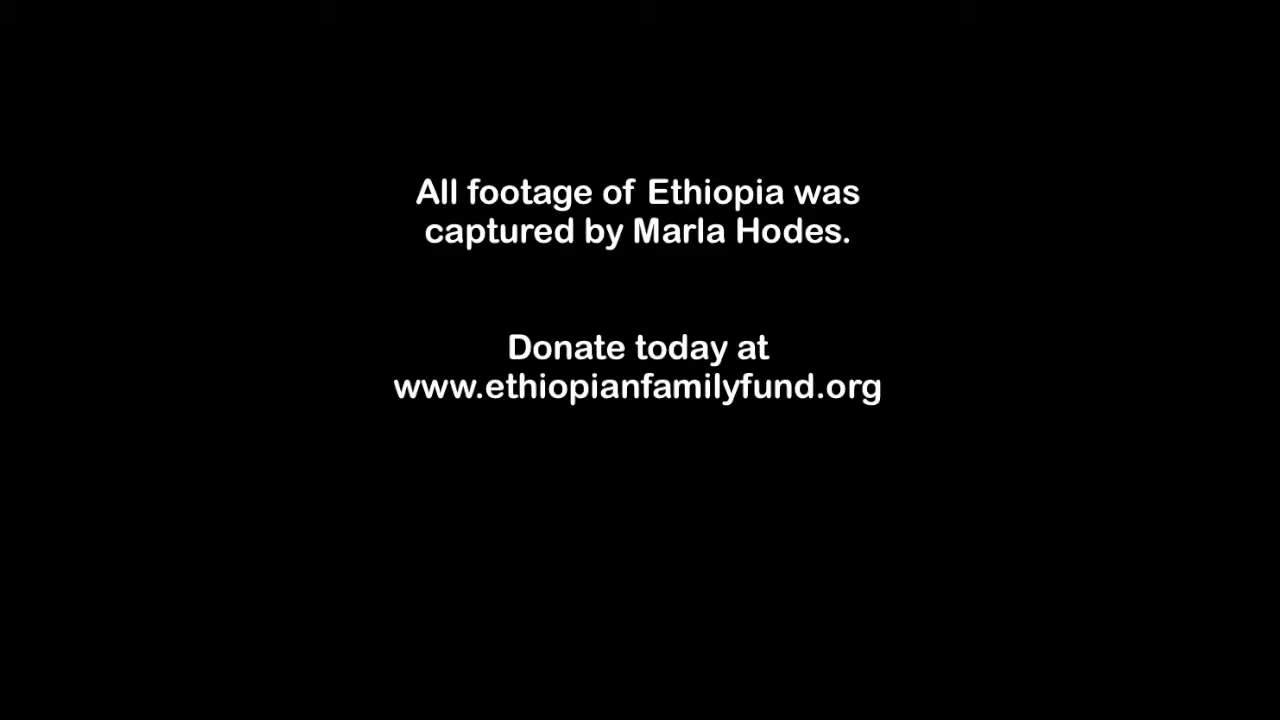 All footage of Ethiopia was
captured by Marla Hodes.
Donate today at
www.ethiopianfamilyfund.org